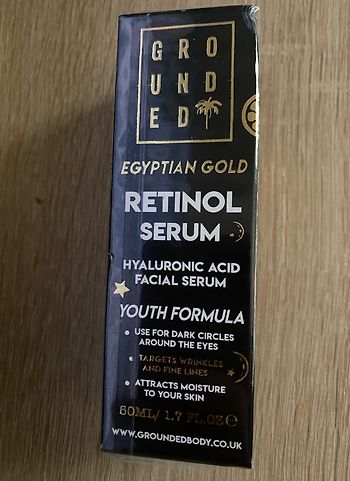 GRO
UND
ED
EGYPTIAN GOLD
RETINOL
SERUM
HYALURONIC ACID
FACIAL SERUM
YOUTH FORMULA
• USE FOR DARK CIRCLES
AROUND THE EYES
• TARGETS WRINKLES
AND FINE LINES
• ATTRACTS MOISTURE
TO YOUR SKIN
50ML/ 1.7 FL.OZ℮
WWW.GROUNDEDBODY.CO.UK